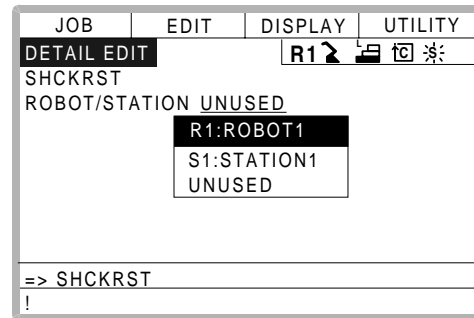 JOB EDIT DISPLAY UTILITY
DETAIL EDIT R1 C S
SHCKRST
ROBOT/STATION UNUSED
R1:ROBOT1
S1:STATION1
UNUSED
=> SHCKRST
!